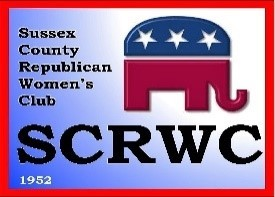 Sussex
County
Republican
Women's
Club
SCRWC
1952